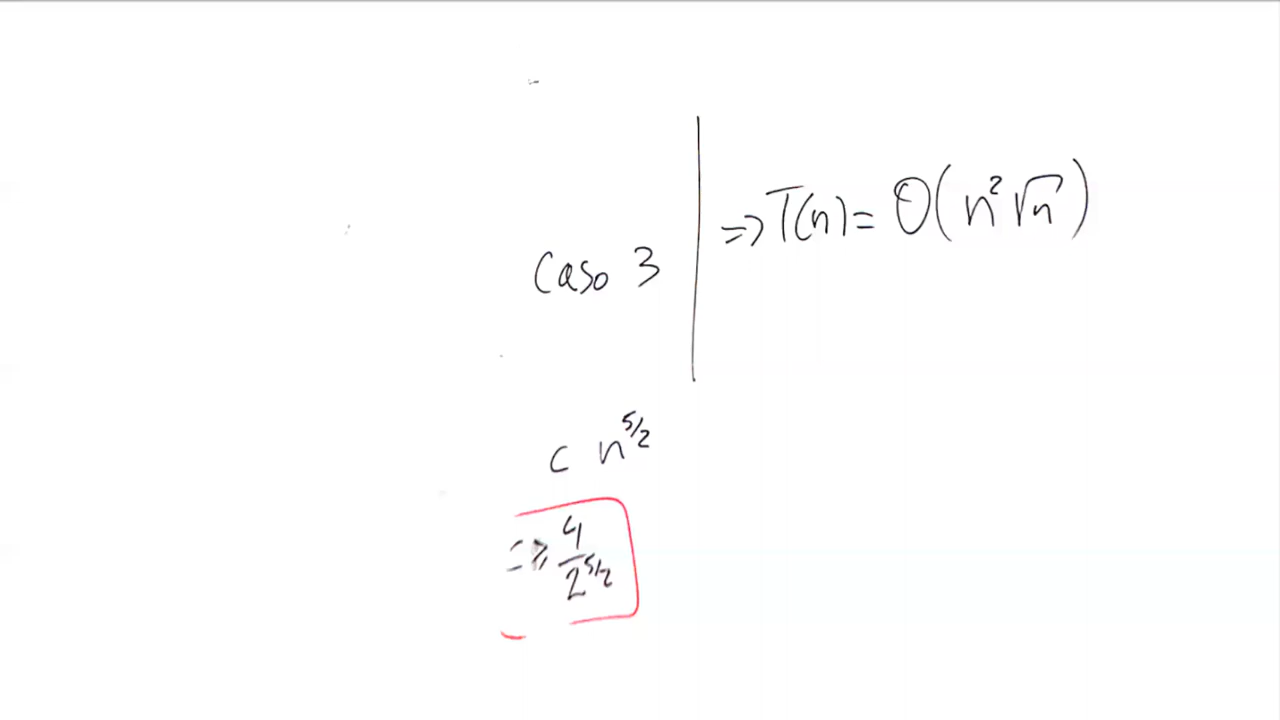 ⇒ T(n) = Θ(n² √n)
Caso 3
c n^5/2
⩾ 4/2^5/2